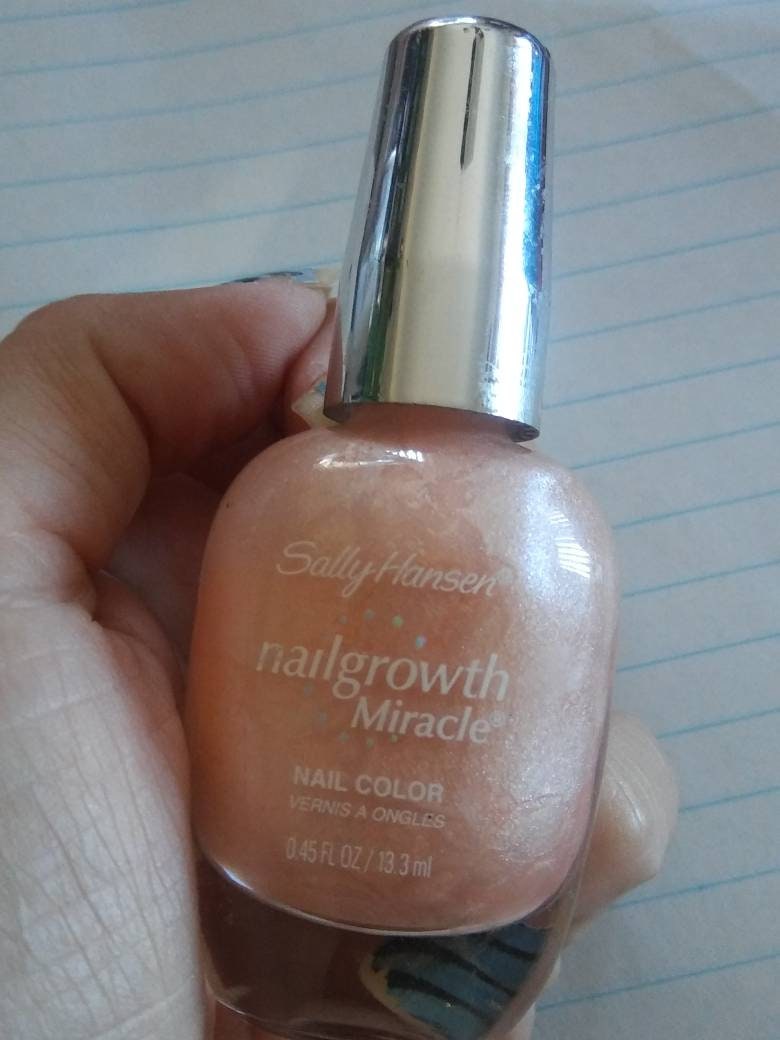 Sally Hansen®
nailgrowth
Miracle®
NAIL COLOR
VERNIS A ONGLES
0.45 FL OZ / 13.3 ml